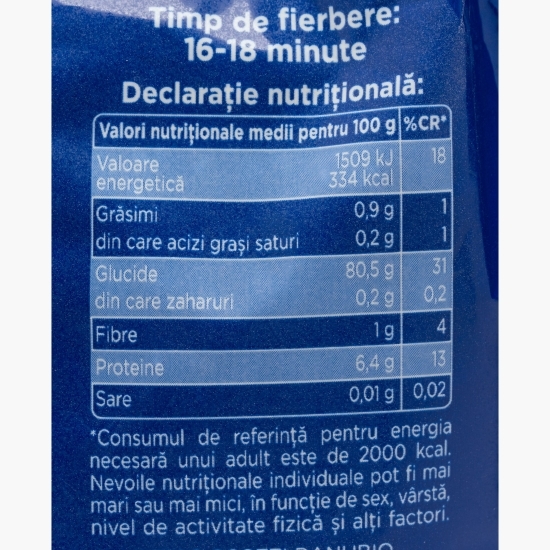 Timp de fierbere:
16-18 minute
Declarație nutrițională:
Valori nutriționale medii pentru 100 g %CR*
Valoare energetică 1509 kJ 334 kcal 18
Grăsimi 0,9 g 1
din care acizi grași saturi 0,2 g 1
Glucide 80,5 g 31
din care zaharuri 0,2 g 0,2
Fibre 1 g 4
Proteine 6,4 g 13
Sare 0,01 g 0,02
*Consumul de referință pentru energia
necesară unui adult este de 2000 kcal.
Nevoile nutriționale individuale pot fi mai
mari sau mai mici, în funcție de sex, vârstă,
nivel de activitate fizică și alți factori.